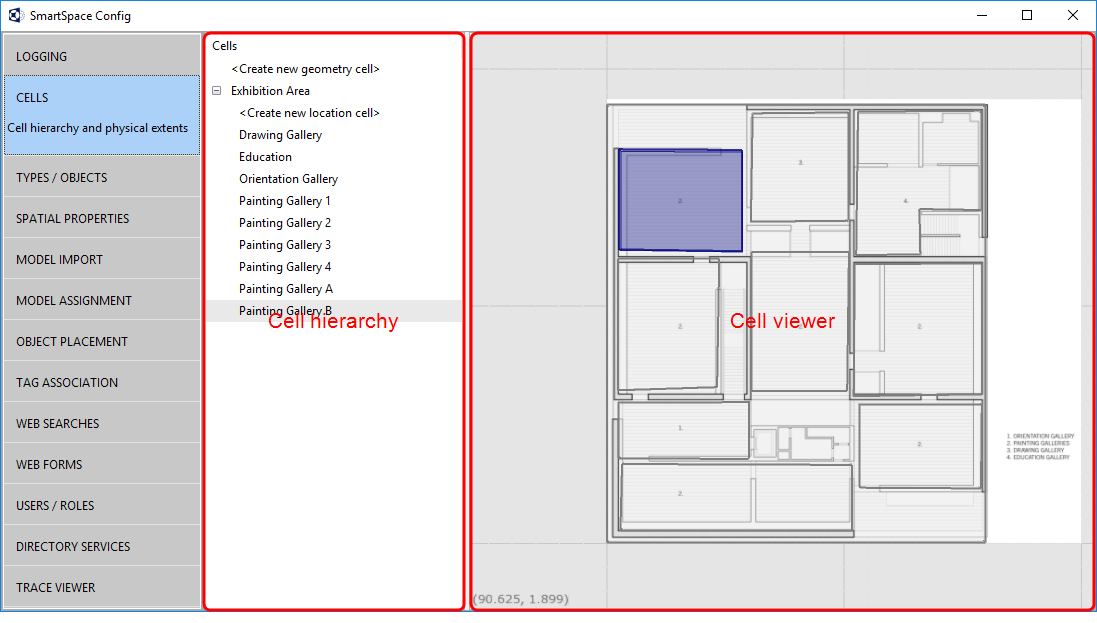 SmartSpace Config
LOGGING
CELLS
Cell hierarchy and physical extents
TYPES / OBJECTS
SPATIAL PROPERTIES
MODEL IMPORT
MODEL ASSIGNMENT
OBJECT PLACEMENT
TAG ASSOCIATION
WEB SEARCHES
WEB FORMS
USERS / ROLES
DIRECTORY SERVICES
TRACE VIEWER
Cells
<Create new geometry cell>
Exhibition Area
<Create new location cell>
Drawing Gallery
Education
Orientation Gallery
Painting Gallery 1
Painting Gallery 2
Painting Gallery 3
Painting Gallery 4
Painting Gallery A
Painting Gallery B
Cell hierarchy
Cell viewer
3.
2.
4.
2.
2.
1.
2.
2.
1. ORIENTATION GALLERY
2. PAINTING GALLERIES
3. DRAWING GALLERY
4. EDUCATION GALLERY
(90.625, 1.899)